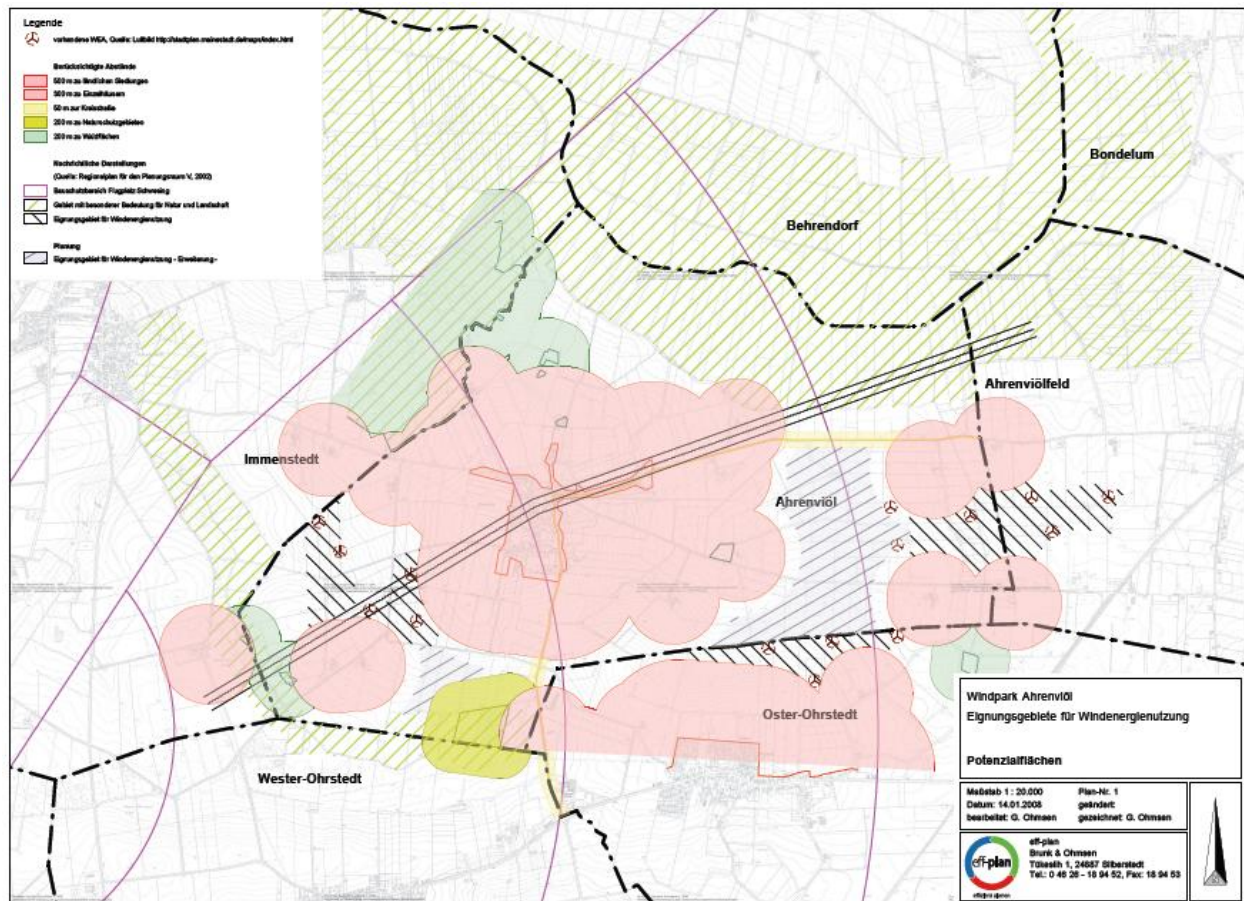 Legende
vorhandene WEA, Quelle: Luftbild http://stadtplan.meinestadt.de/maps/index.html
Berücksichtigte Abstände
500 m zu ländlichen Siedlungen
300 m zu Einzelhäusern
50 m zur Kreisstraße
200 m zu Naturschutzgebieten
200 m zu Waldflächen
Nachrichtliche Darstellungen
(Quelle: Regionalplan für den Planungsraum V, 2002)
Bauschutzbereich Flugplatz Schwesing
Gebiet mit besonderer Bedeutung für Natur und Landschaft
Eignungsgebiet für Windenergienutzung
Planung
Eignungsgebiet für Windenergienutzung - Erweiterung -
Bondelum
Behrendorf
Ahrenviölfeld
Immenstedt
Ahrenviöl
Oster-Ohrstedt
Wester-Ohrstedt
Windpark Ahrenviöl
Eignungsgebiete für Windenergienutzung
Potenzialflächen
Maßstab 1 : 20.000 Plan-Nr. 1
Datum: 14.01.2008 geändert:
bearbeitet: G. Ohmsen gezeichnet: G. Ohmsen
eff-plan
eff-plan
Brunk & Ohmsen
24887 Silberstedt
Tel.: 0 46 26 - 18 94 52, Fax: 18 94 53